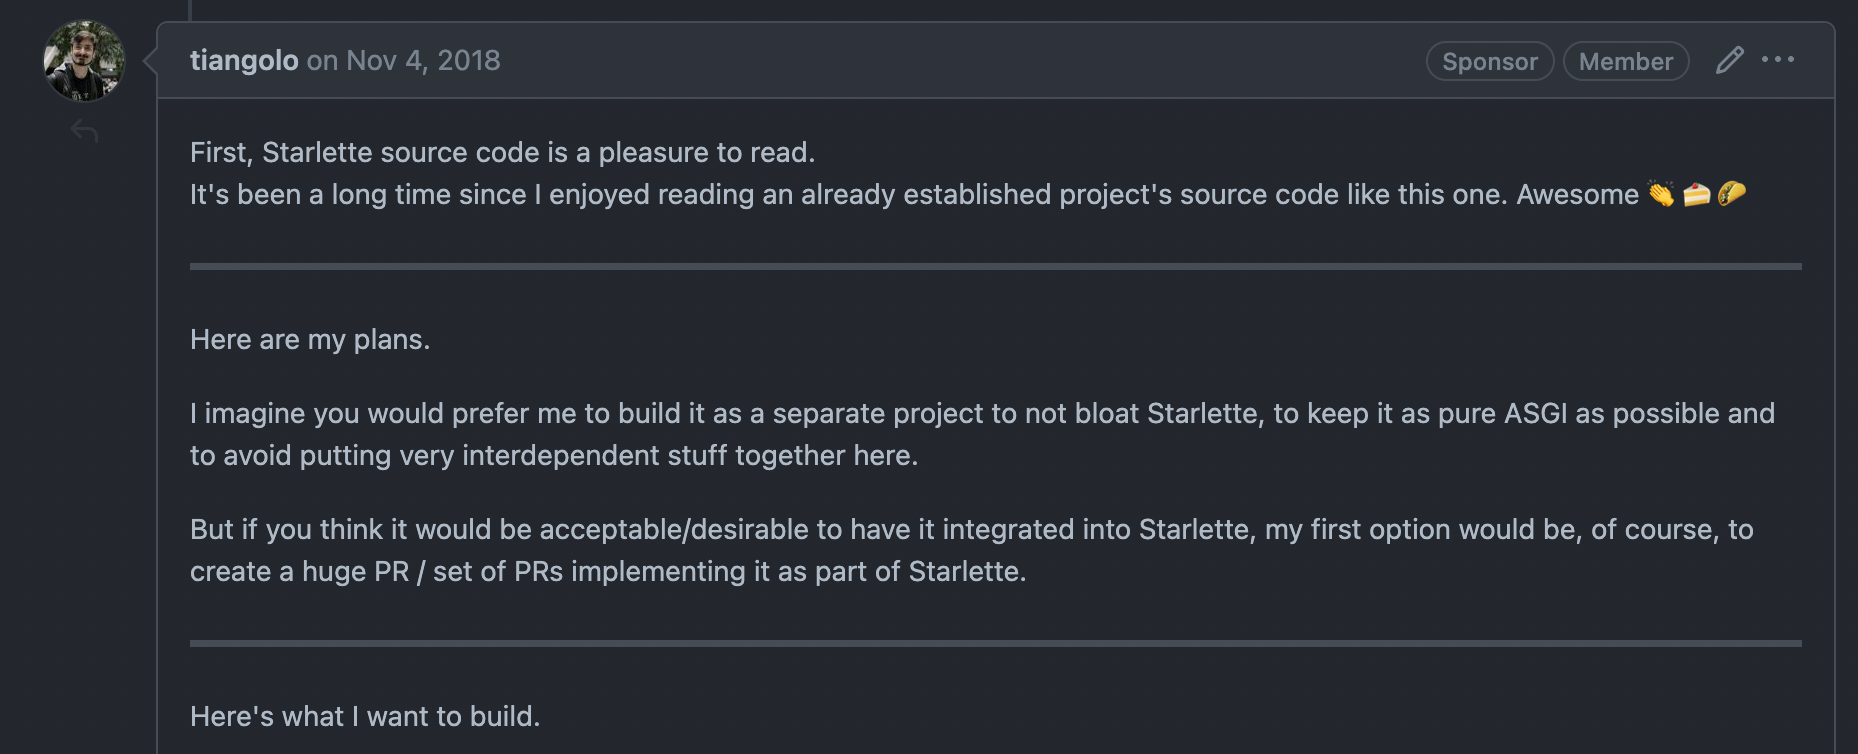 tiangolo on Nov 4, 2018
Sponsor
Member
First, Starlette source code is a pleasure to read.
It's been a long time since I enjoyed reading an already established project's source code like this one. Awesome 👏 🍰 🌮
Here are my plans.
I imagine you would prefer me to build it as a separate project to not bloat Starlette, to keep it as pure ASGI as possible and
to avoid putting very interdependent stuff together here.
But if you think it would be acceptable/desirable to have it integrated into Starlette, my first option would be, of course, to
create a huge PR / set of PRs implementing it as part of Starlette.
Here's what I want to build.